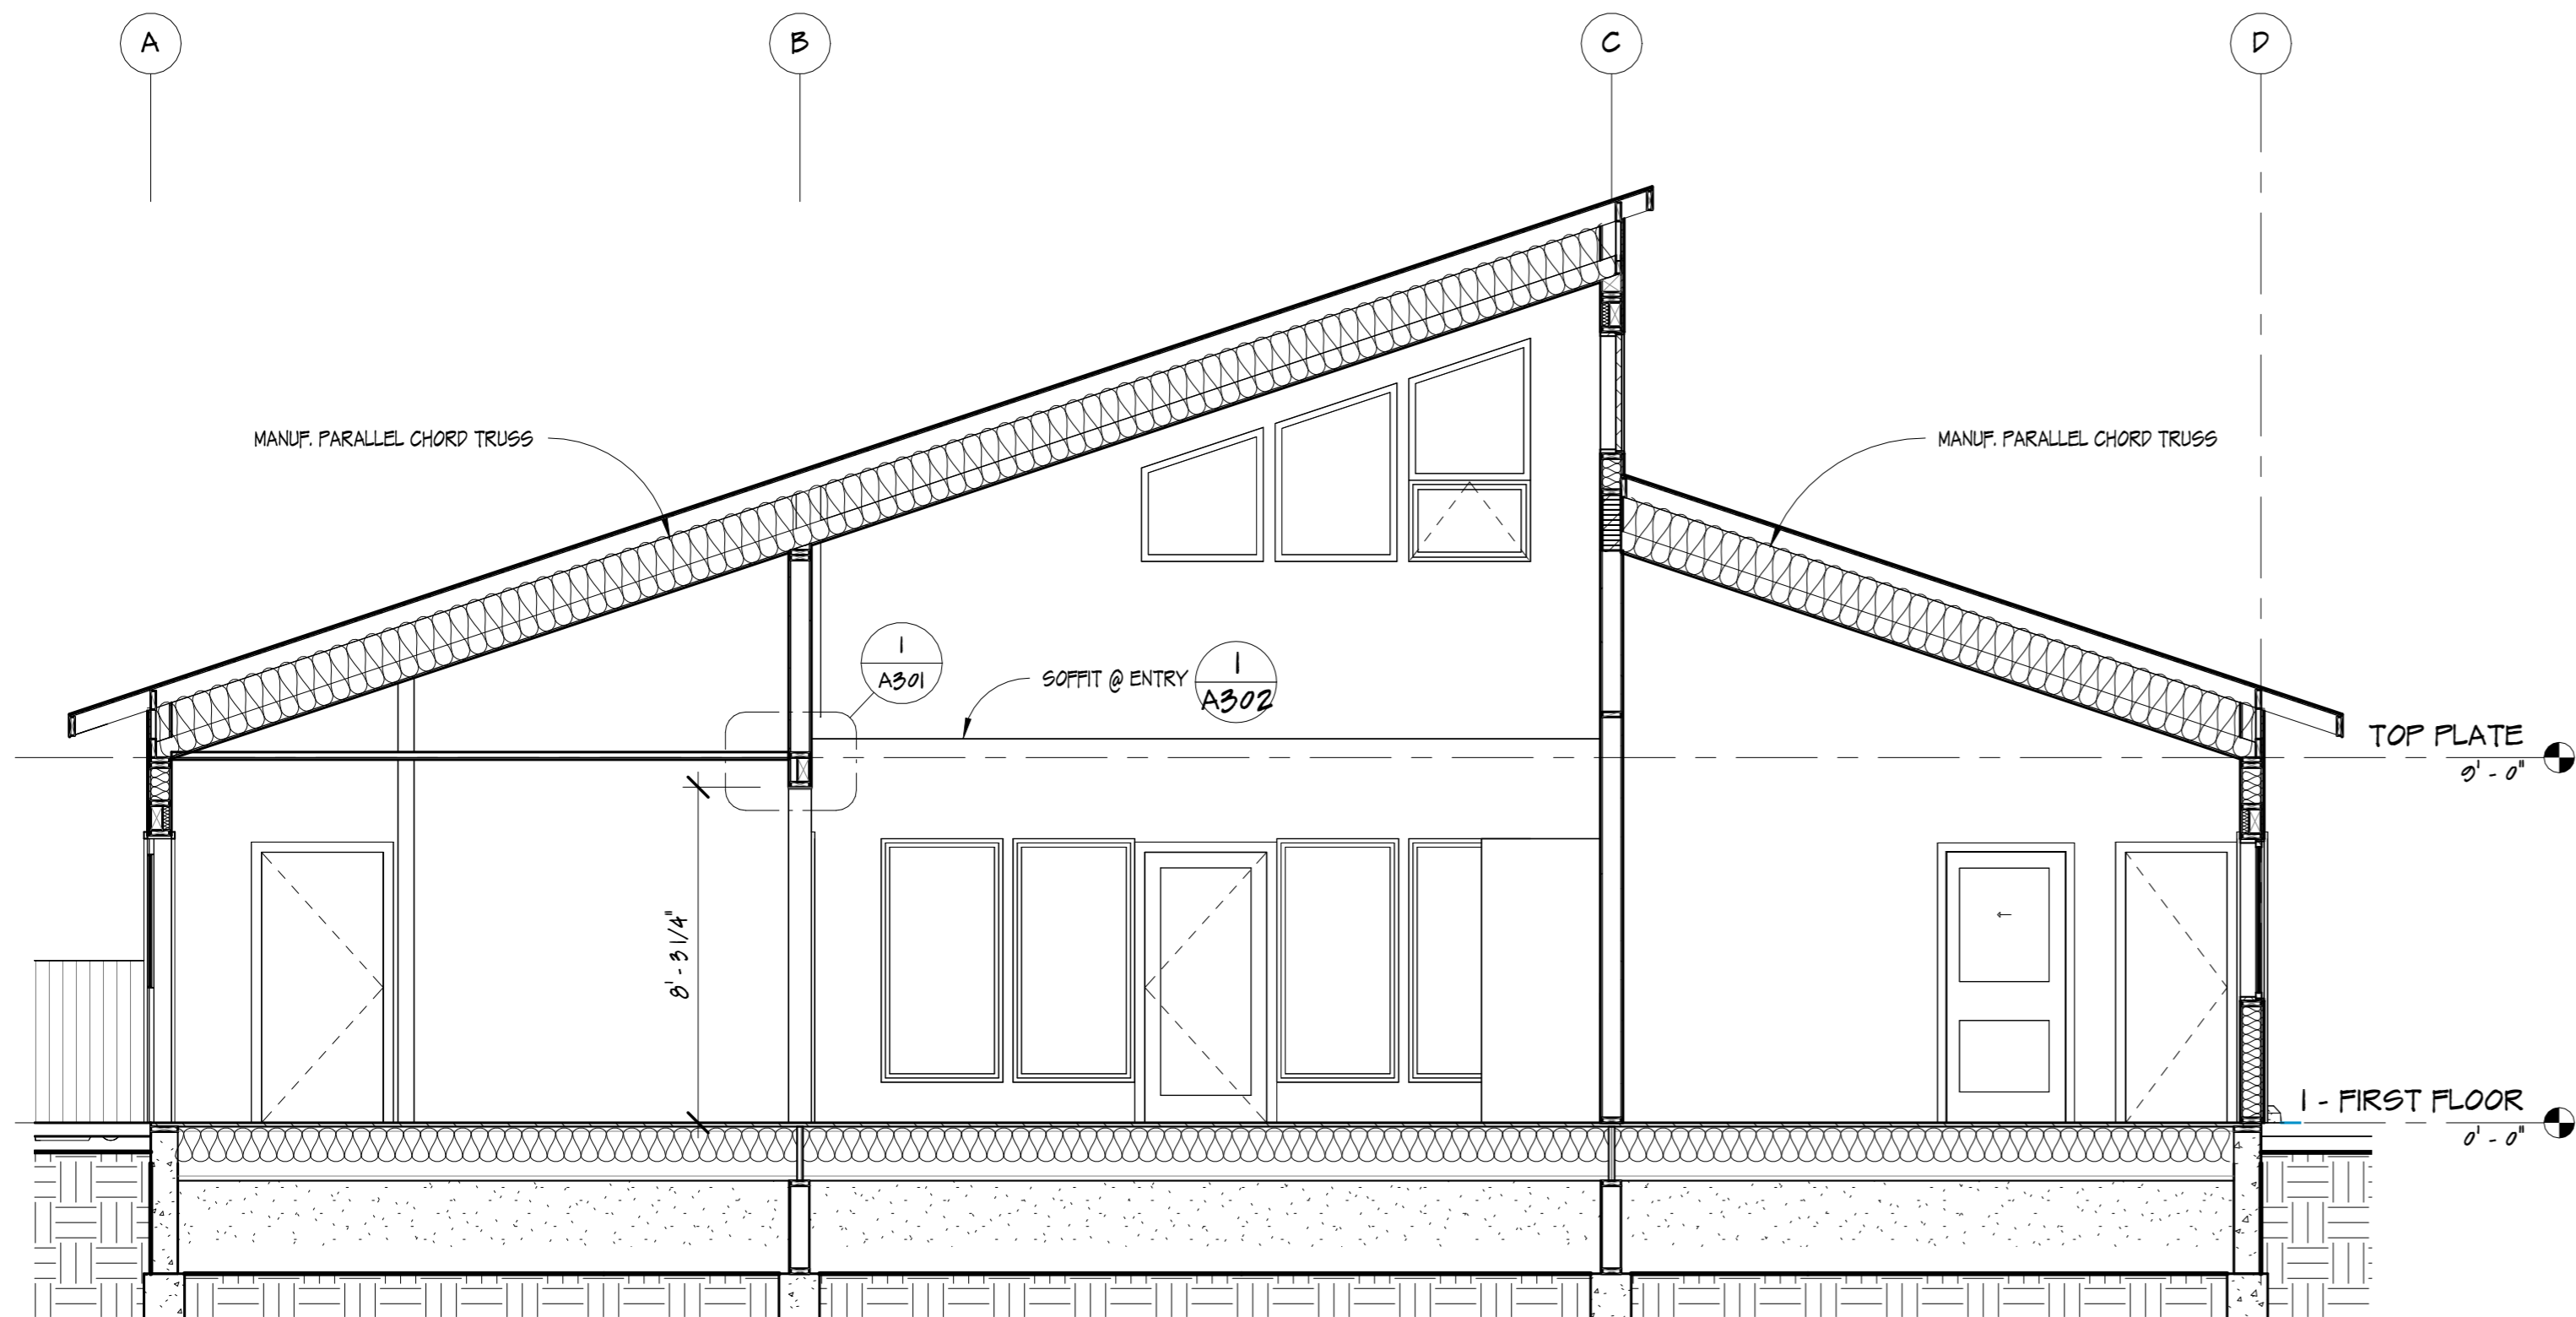 A
B
C
D
MANUF. PARALLEL CHORD TRUSS
MANUF. PARALLEL CHORD TRUSS
1
A301
SOFFIT @ ENTRY
1
A302
TOP PLATE
9' - 0"
8' - 3 1/4"
1 - FIRST FLOOR
0' - 0"